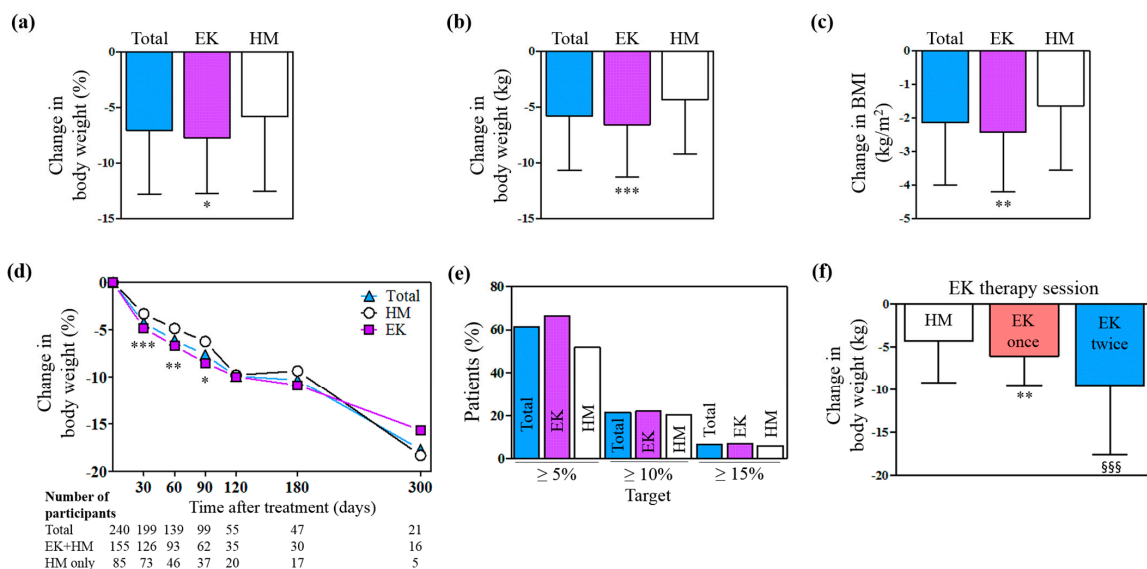 (a)
Total EK HM
0
-5
-10
-15
Change in
body weight (%)
*
(b)
Total EK HM
0
-5
-10
-15
Change in
body weight (kg)
***
(c)
Total EK HM
0
-1
-2
-3
-4
-5
Change in BMI
(kg/m²)
**
(d)
0
-5
-10
-15
-20
Change in
body weight (%)
Total
HM
EK
***
**
*
30 60 90 120 180 300
Time after treatment (days)
Number of
participants
Total 240 199 139 99 55 47 21
EK+HM 155 126 93 62 35 30 16
HM only 85 73 46 37 20 17 5
(e)
80
60
40
20
0
Patients (%)
Total EK HM
Total EK HM
Total EK HM
≥ 5% ≥ 10% ≥ 15%
Target
(f)
EK therapy session
0
-5
-10
-15
-20
Change in
body weight (kg)
HM
EK
once
EK
twice
**
§§§